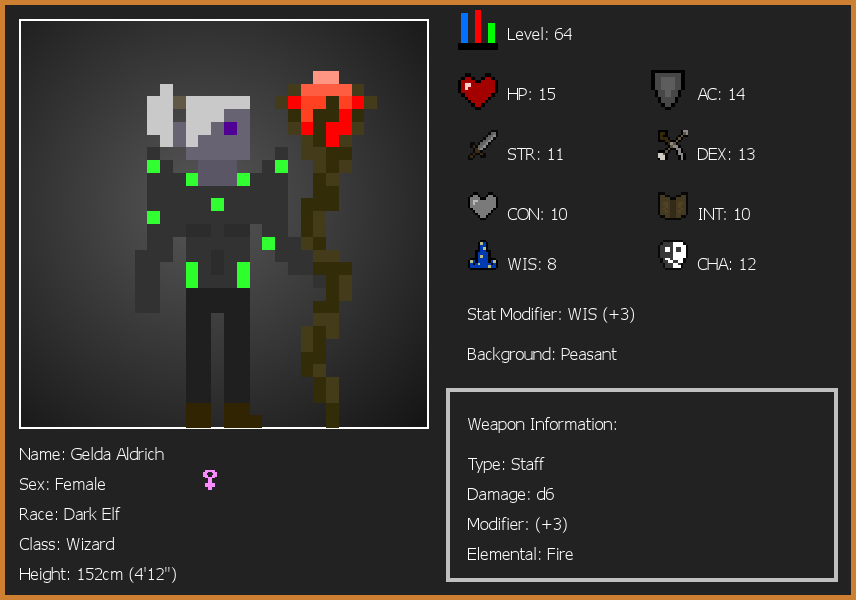 Level: 64
HP: 15
AC: 14
STR: 11
DEX: 13
CON: 10
INT: 10
WIS: 8
CHA: 12
Stat Modifier: WIS (+3)
Background: Peasant
Weapon Information:
Type: Staff
Damage: d6
Modifier: (+3)
Elemental: Fire
Name: Gelda Aldrich
Sex: Female
Race: Dark Elf
Class: Wizard
Height: 152cm (4'12")